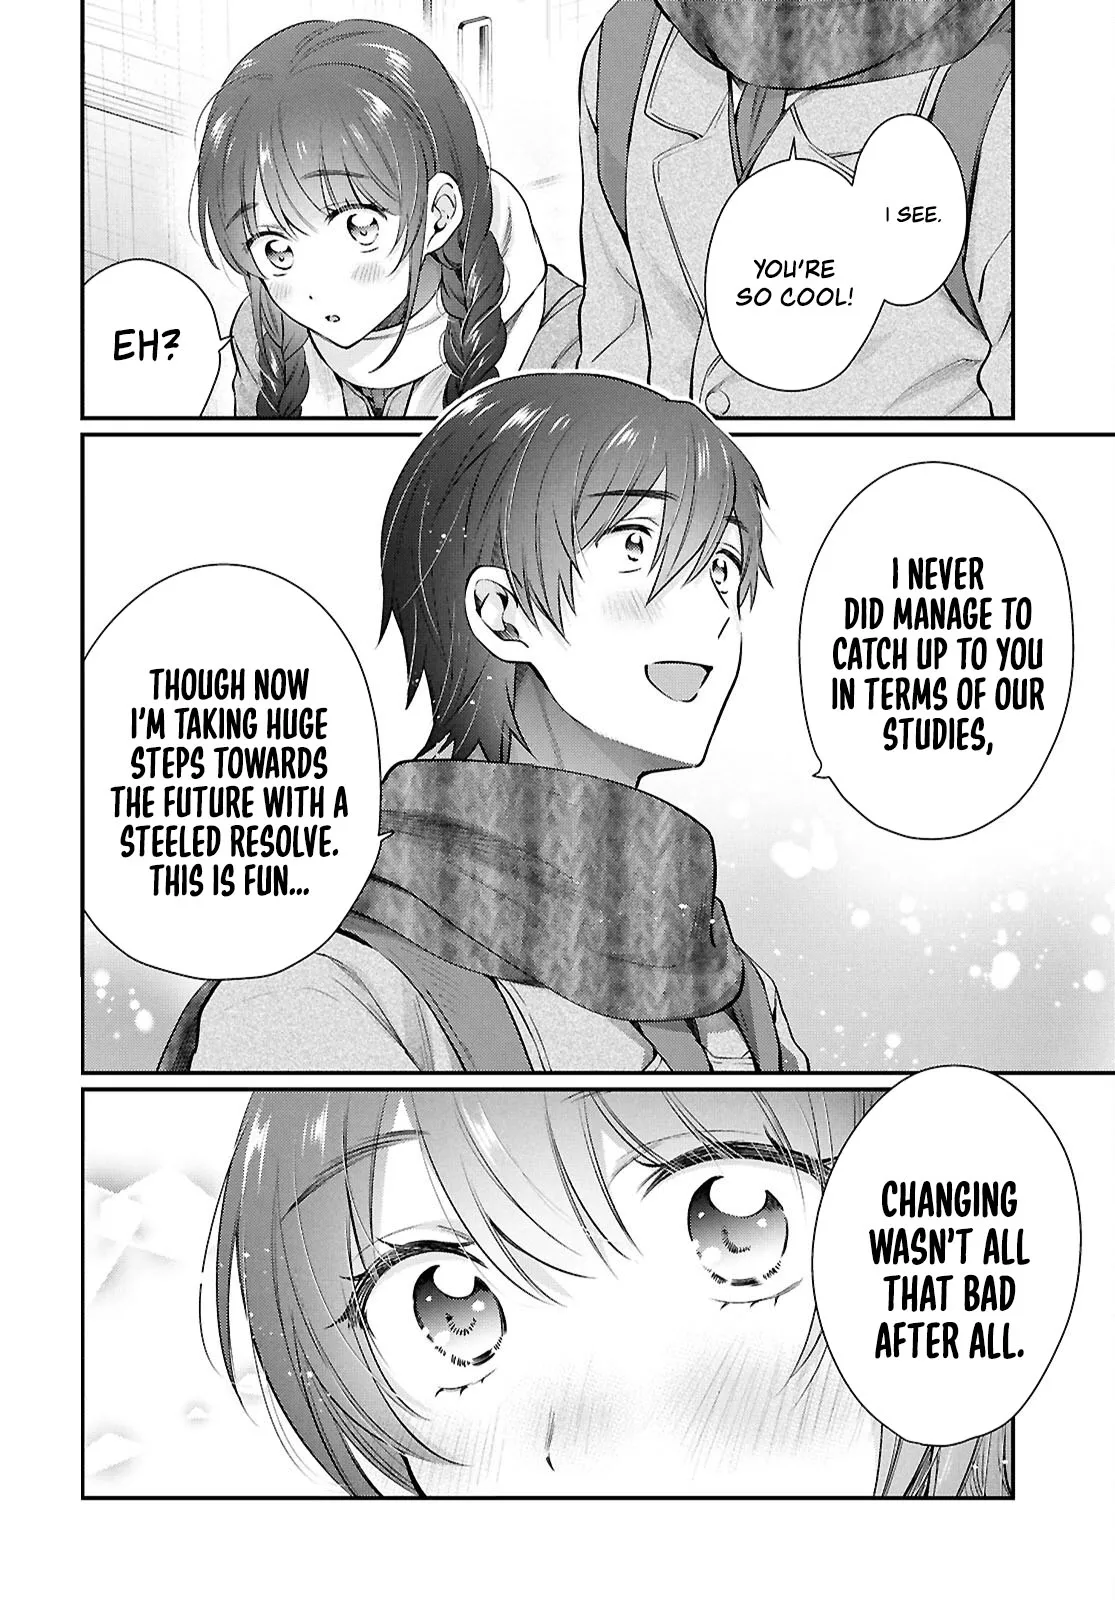 I SEE.
YOU'RE
SO COOL!
EH?
I NEVER
DID MANAGE TO
CATCH UP TO YOU
IN TERMS OF OUR
STUDIES,
THOUGH NOW
I'M TAKING HUGE
STEPS TOWARDS
THE FUTURE WITH A
STEELED RESOLVE.
THIS IS FUN...
CHANGING
WASN'T ALL
THAT BAD
AFTER ALL.